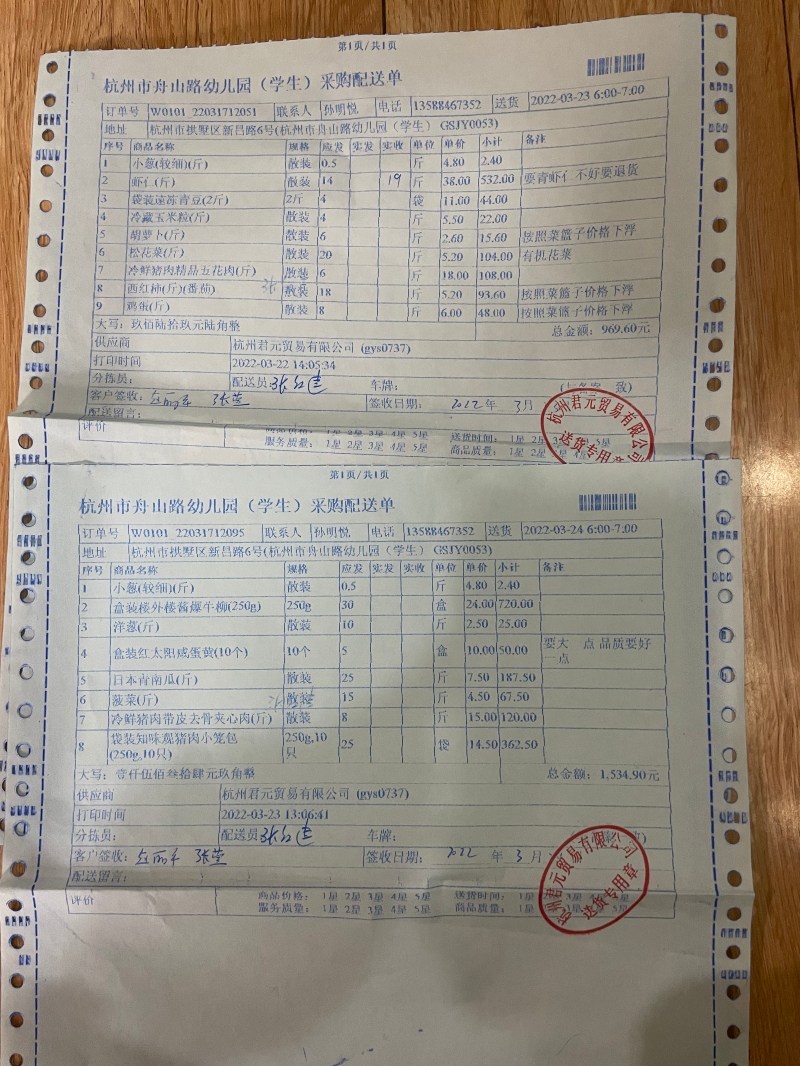 第1页/共1页
杭州市舟山路幼儿园（学生）采购配送单
订单号 W0101_22031712051 联系人 孙明悦 电话 13588467352 送货 2022-03-23 6:00-7:00
地址 杭州市拱墅区新昌路6号(杭州市舟山路幼儿园（学生） GSJY0053)
序号 商品名称 规格 应发 实发 实收 单位 单价 小计 备注
1 小葱(较细)(斤) 散装 0.5 斤 4.80 2.40
2 虾仁(斤) 散装 14 19 斤 38.00 532.00 要青虾仁 不好要退货
3 袋装速冻青豆(2斤) 2斤 4 袋 11.00 44.00
4 冷藏玉米粒(斤) 散装 4 斤 5.50 22.00
5 胡萝卜(斤) 散装 6 斤 2.60 15.60 按照菜篮子价格下浮
6 松花菜(斤) 散装 20 斤 5.20 104.00 有机花菜
7 冷鲜猪肉精品五花肉(斤) 散装 6 斤 18.00 108.00
8 西红柿(斤)(番茄) 散装 18 斤 5.20 93.60 按照菜篮子价格下浮
9 鸡蛋(斤) 散装 8 斤 6.00 48.00 按照菜篮子价格下浮
大写：玖佰陆拾玖元陆角整 总金额：969.60元
供应商 杭州君元贸易有限公司 (gys0737)
打印时间 2022-03-22 14:05:34
分拣员： 配送员 张红连 车牌：
客户签收： 张莹 签收日期： 2022年 3月
配送留言：
评价
服务质量： 1星 2星 3星 4星 5星 商品质量： 1星 2星
杭州君元贸易有限公司
送货专用章
第1页/共1页
杭州市舟山路幼儿园（学生）采购配送单
订单号 W0101_22031712095 联系人 孙明悦 电话 13588467352 送货 2022-03-24 6:00-7:00
地址 杭州市拱墅区新昌路6号(杭州市舟山路幼儿园（学生） GSJY0053)
序号 商品名称 规格 应发 实发 实收 单位 单价 小计 备注
1 小葱(较细)(斤) 散装 0.5 斤 4.80 2.40
2 盒装楼外楼酱爆牛柳(250g) 250g 30 盒 24.00 720.00
3 洋葱(斤) 散装 10 斤 2.50 25.00
4 盒装红太阳咸蛋黄(10个) 10个 5 盒 10.00 50.00 要大一点 品质要好一点
5 日本青南瓜(斤) 散装 25 斤 7.50 187.50
6 菠菜(斤) 散装 15 斤 4.50 67.50
7 冷鲜猪肉带皮去骨夹心肉(斤) 散装 8 斤 15.00 120.00
8 袋装知味观猪肉小笼包(250g,10只) 250g,10只 25 袋 14.50 362.50
大写：壹仟伍佰叁拾肆元玖角整 总金额：1,534.90元
供应商 杭州君元贸易有限公司 (gys0737)
打印时间 2022-03-23 13:06:41
分拣员： 配送员 张红连 车牌：
客户签收： 张莹 签收日期： 2022 年 3月
配送留言：
评价 商品价格： 1星 2星 3星 4星 5星 送货时间： 1星
服务质量： 1星 2星 3星 4星 5星 商品质量： 1星
杭州君元贸易有限公司
送货专用章